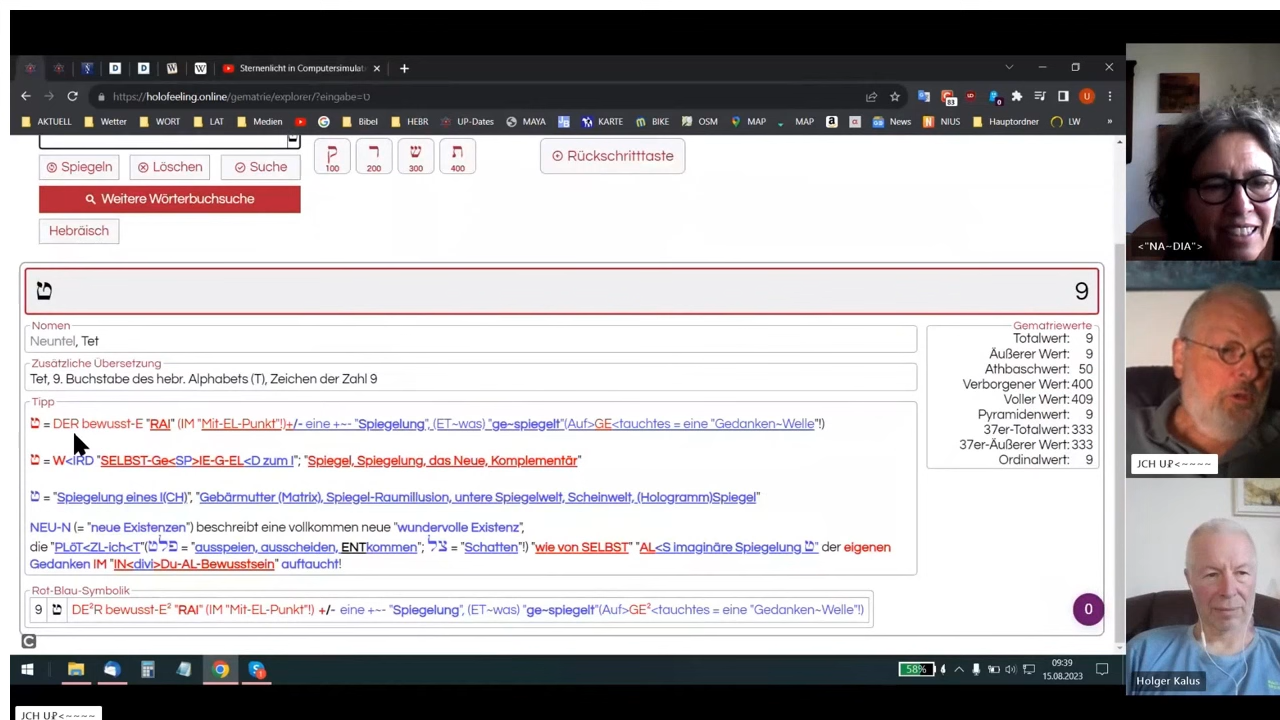 Sternenlicht in Computersimulat
https://holofeeling.online/gematrie/explorer/?eingabe=ט
AKTUELL Wetter WORT LAT Medien Bibel HEBR UP-Dates MAYA KARTE BIKE OSM MAP MAP News NIUS Hauptordner LW »
Spiegeln Löschen Suche
ק 100 ר 200 ש 300 ת 400
Rückschritttaste
Weitere Wörterbuchsuche
Hebräisch
ט 9
Nomen
Neuntel, Tet
Zusätzliche Übersetzung
Tet, 9. Buchstabe des hebr. Alphabets (T), Zeichen der Zahl 9
Tipp
ט = DER bewusst-E "RAI" (IM "Mit-EL-Punkt"!)+/- eine +~- "Spiegelung", (ET~was) "ge~spiegelt"(Auf>GE<tauchtes = eine "Gedanken~Welle"!)
ט = W<IRD "SELBST-Ge<SP>IE-G-EL<D zum I"; "Spiegel, Spiegelung, das Neue, Komplementär"
ט = "Spiegelung eines I(CH)", "Gebärmutter (Matrix), Spiegel-Raumillusion, untere Spiegelwelt, Scheinwelt, (Hologramm)Spiegel"
NEU-N (= "neue Existenzen") beschreibt eine vollkommen neue "wundervolle Existenz",
die "PLöT<ZL-ich<T"(פלט = "ausspeien, ausscheiden, ENTkommen"; צל = "Schatten"!) "wie von SELBST" "AL<S imaginäre Spiegelung ט" der eigenen
Gedanken IM "IN<divi>Du-AL-Bewusstsein" auftaucht!
Rot-Blau-Symbolik
9 ט DE²R bewusst-E² "RAI" (IM "Mit-EL-Punkt"!) +/- eine +~- "Spiegelung", (ET~was) "ge~spiegelt"(Auf>GE²<tauchtes = eine "Gedanken~Welle"!)
Gematriewerte
Totalwert: 9
Äußerer Wert: 9
Athbaschwert: 50
Verborgener Wert: 400
Voller Wert: 409
Pyramidenwert: 9
37er-Totalwert: 333
37er-Äußerer Wert: 333
Ordinalwert: 9
0
58%
09:39
15.08.2023
<"NA~DIA">
JCH UP<~~~~
Holger Kalus
JCH UP<~~~~